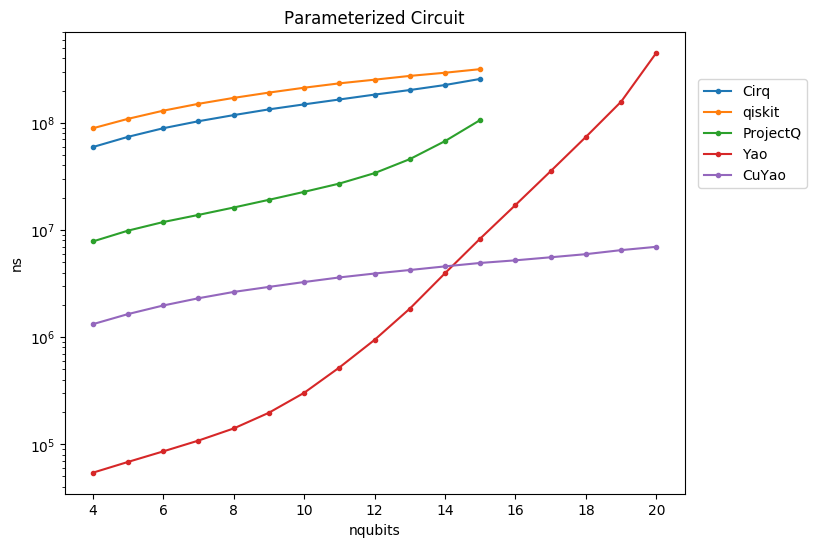 Parameterized Circuit
ns
10^8
10^7
10^6
10^5
4 6 8 10 12 14 16 18 20
nqubits
Cirq
qiskit
ProjectQ
Yao
CuYao